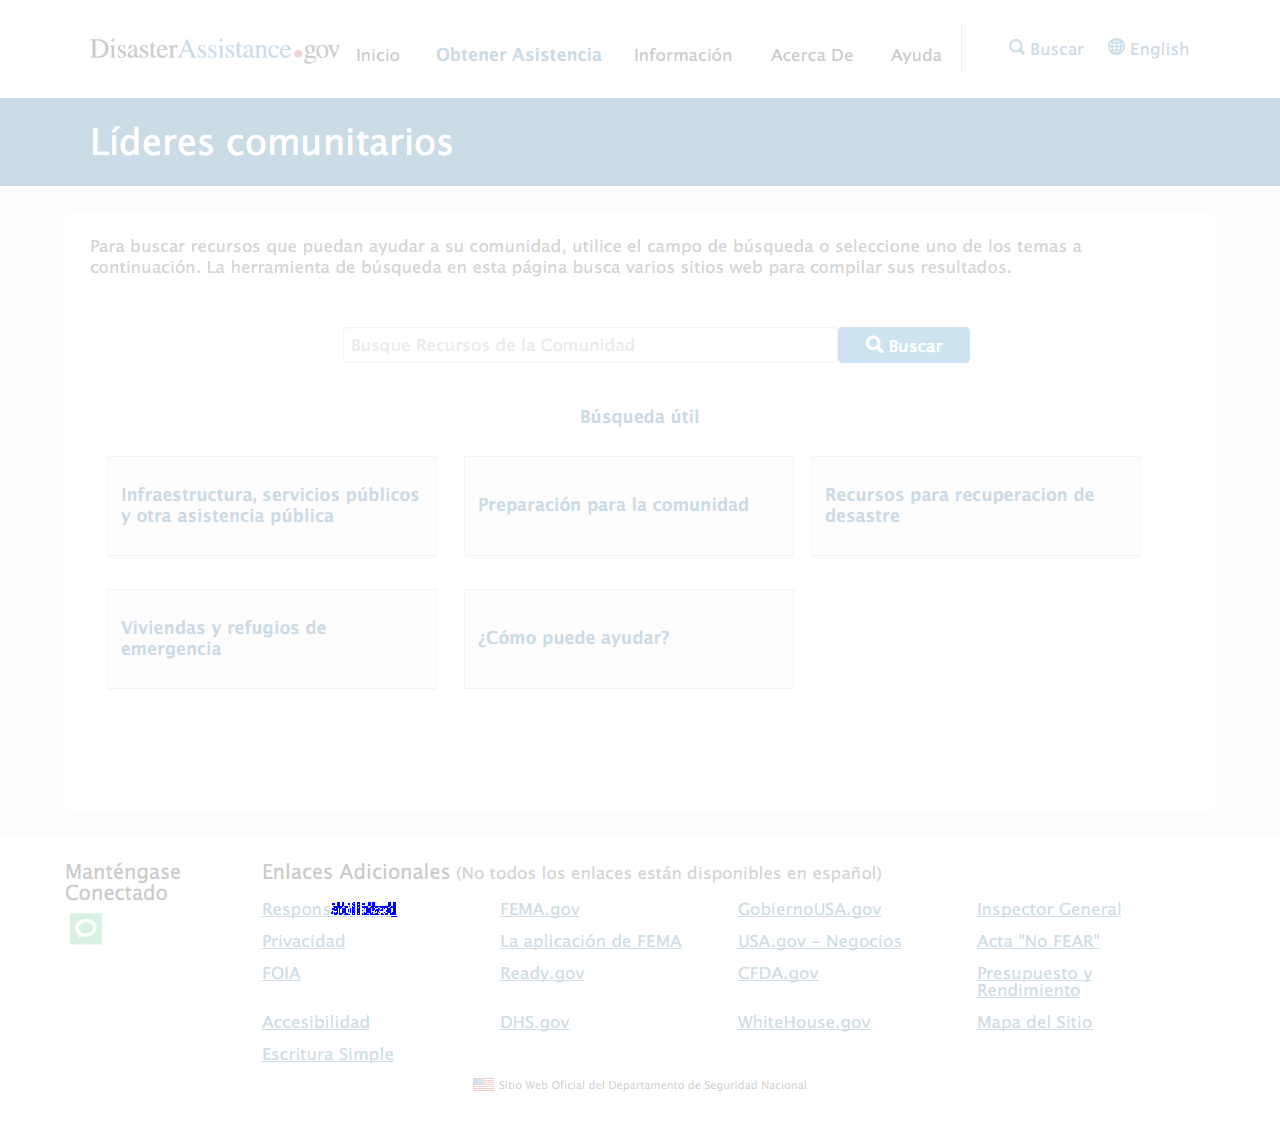 DisasterAssistance.gov
Inicio
Obtener Asistencia
Información
Acerca De
Ayuda
Buscar
English
Líderes comunitarios
Para buscar recursos que puedan ayudar a su comunidad, utilice el campo de búsqueda o seleccione uno de los temas a
continuación. La herramienta de búsqueda en esta página busca varios sitios web para compilar sus resultados.
Busque Recursos de la Comunidad
Buscar
Búsqueda útil
Infraestructura, servicios públicos
y otra asistencia pública
Preparación para la comunidad
Recursos para recuperacion de
desastre
Viviendas y refugios de
emergencia
¿Cómo puede ayudar?
Manténgase
Conectado
Enlaces Adicionales (No todos los enlaces están disponibles en español)
FEMA.gov
GobiernoUSA.gov
Inspector General
Privacidad
La aplicación de FEMA
USA.gov – Negocios
Acta "No FEAR"
FOIA
Ready.gov
CFDA.gov
Presupuesto y
Rendimiento
Accesibilidad
DHS.gov
WhiteHouse.gov
Mapa del Sitio
Escritura Simple
Sitio Web Oficial del Departamento de Seguridad Nacional